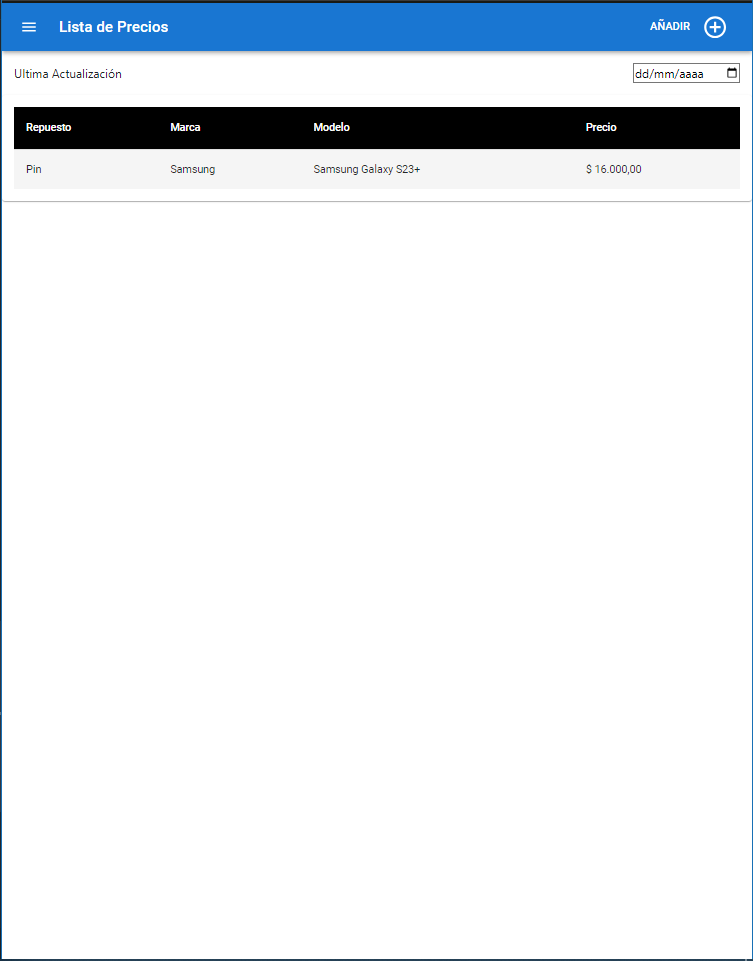 Lista de Precios AÑADIR
Ultima Actualización dd/mm/aaaa
Repuesto Marca Modelo Precio
Pin Samsung Samsung Galaxy S23+ $ 16.000,00